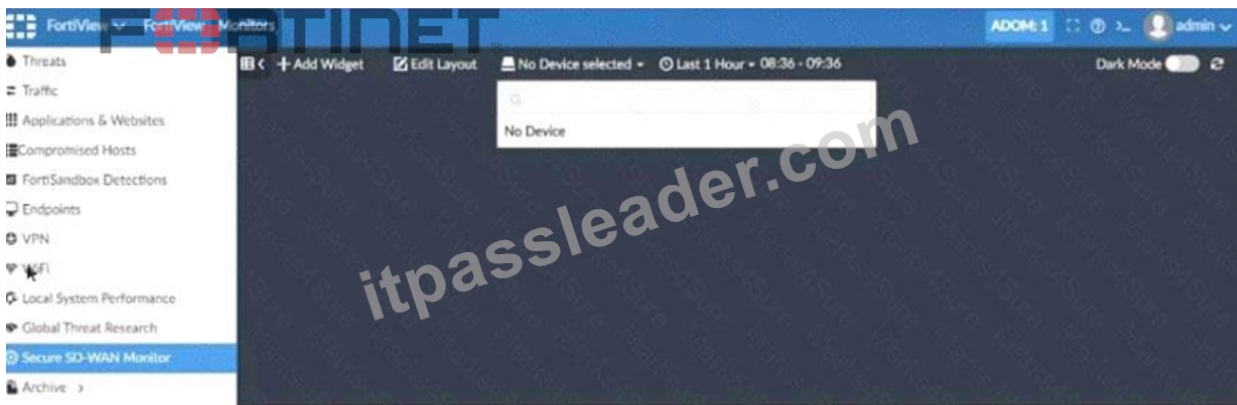 FortiView FortiView Monitors ADOM: 1 admin
FORTINET
Threats
+ Add Widget Edit Layout No Device selected Last 1 Hour 08:36 - 09:36 Dark Mode
Traffic
Applications & Websites
No Device
Compromised Hosts
FortiSandbox Detections
Endpoints
VPN
WiFi
Local System Performance
Global Threat Research
Secure SD-WAN Monitor
Archive >
itpassleader.com